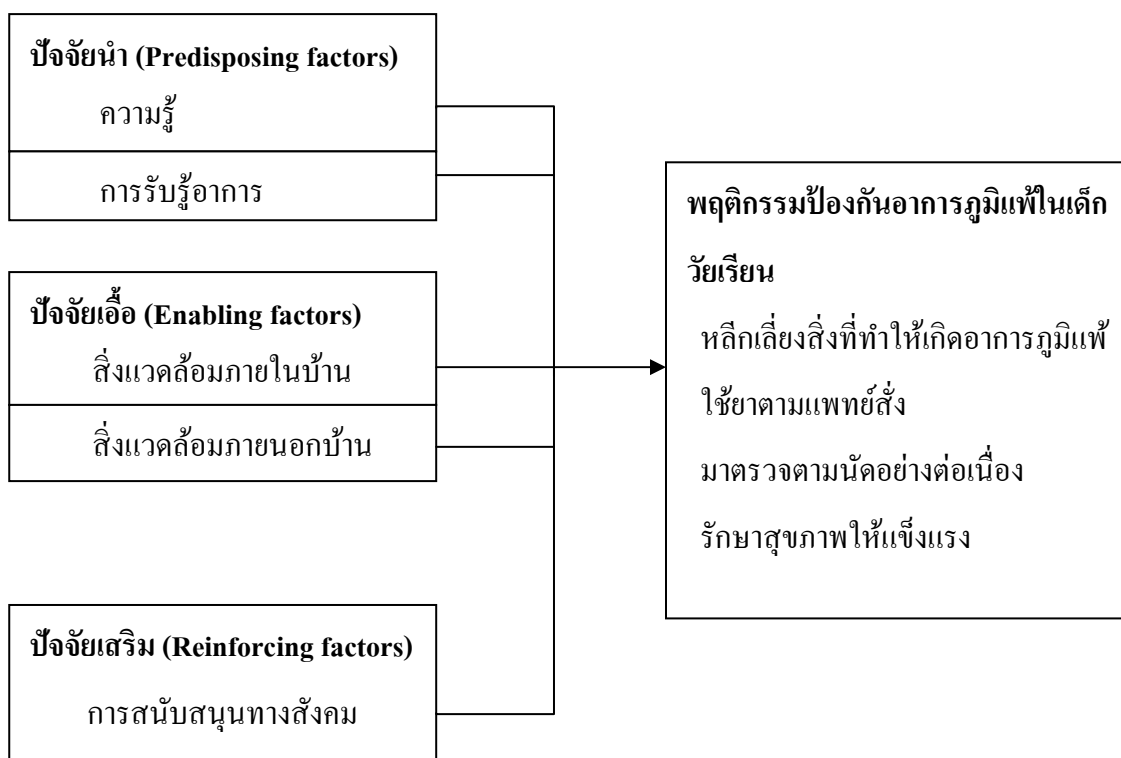 ปัจจัยนำ (Predisposing factors)
ความรู้
การรับรู้อาการ
ปัจจัยเอื้อ (Enabling factors)
สิ่งแวดล้อมภายในบ้าน
สิ่งแวดล้อมภายนอกบ้าน
ปัจจัยเสริม (Reinforcing factors)
การสนับสนุนทางสังคม
พฤติกรรมป้องกันอาการภูมิแพ้ในเด็ก
วัยเรียน
หลีกเลี่ยงสิ่งที่ทำให้เกิดอาการภูมิแพ้
ใช้ยาตามแพทย์สั่ง
มาตรวจตามนัดอย่างต่อเนื่อง
รักษาสุขภาพให้แข็งแรง